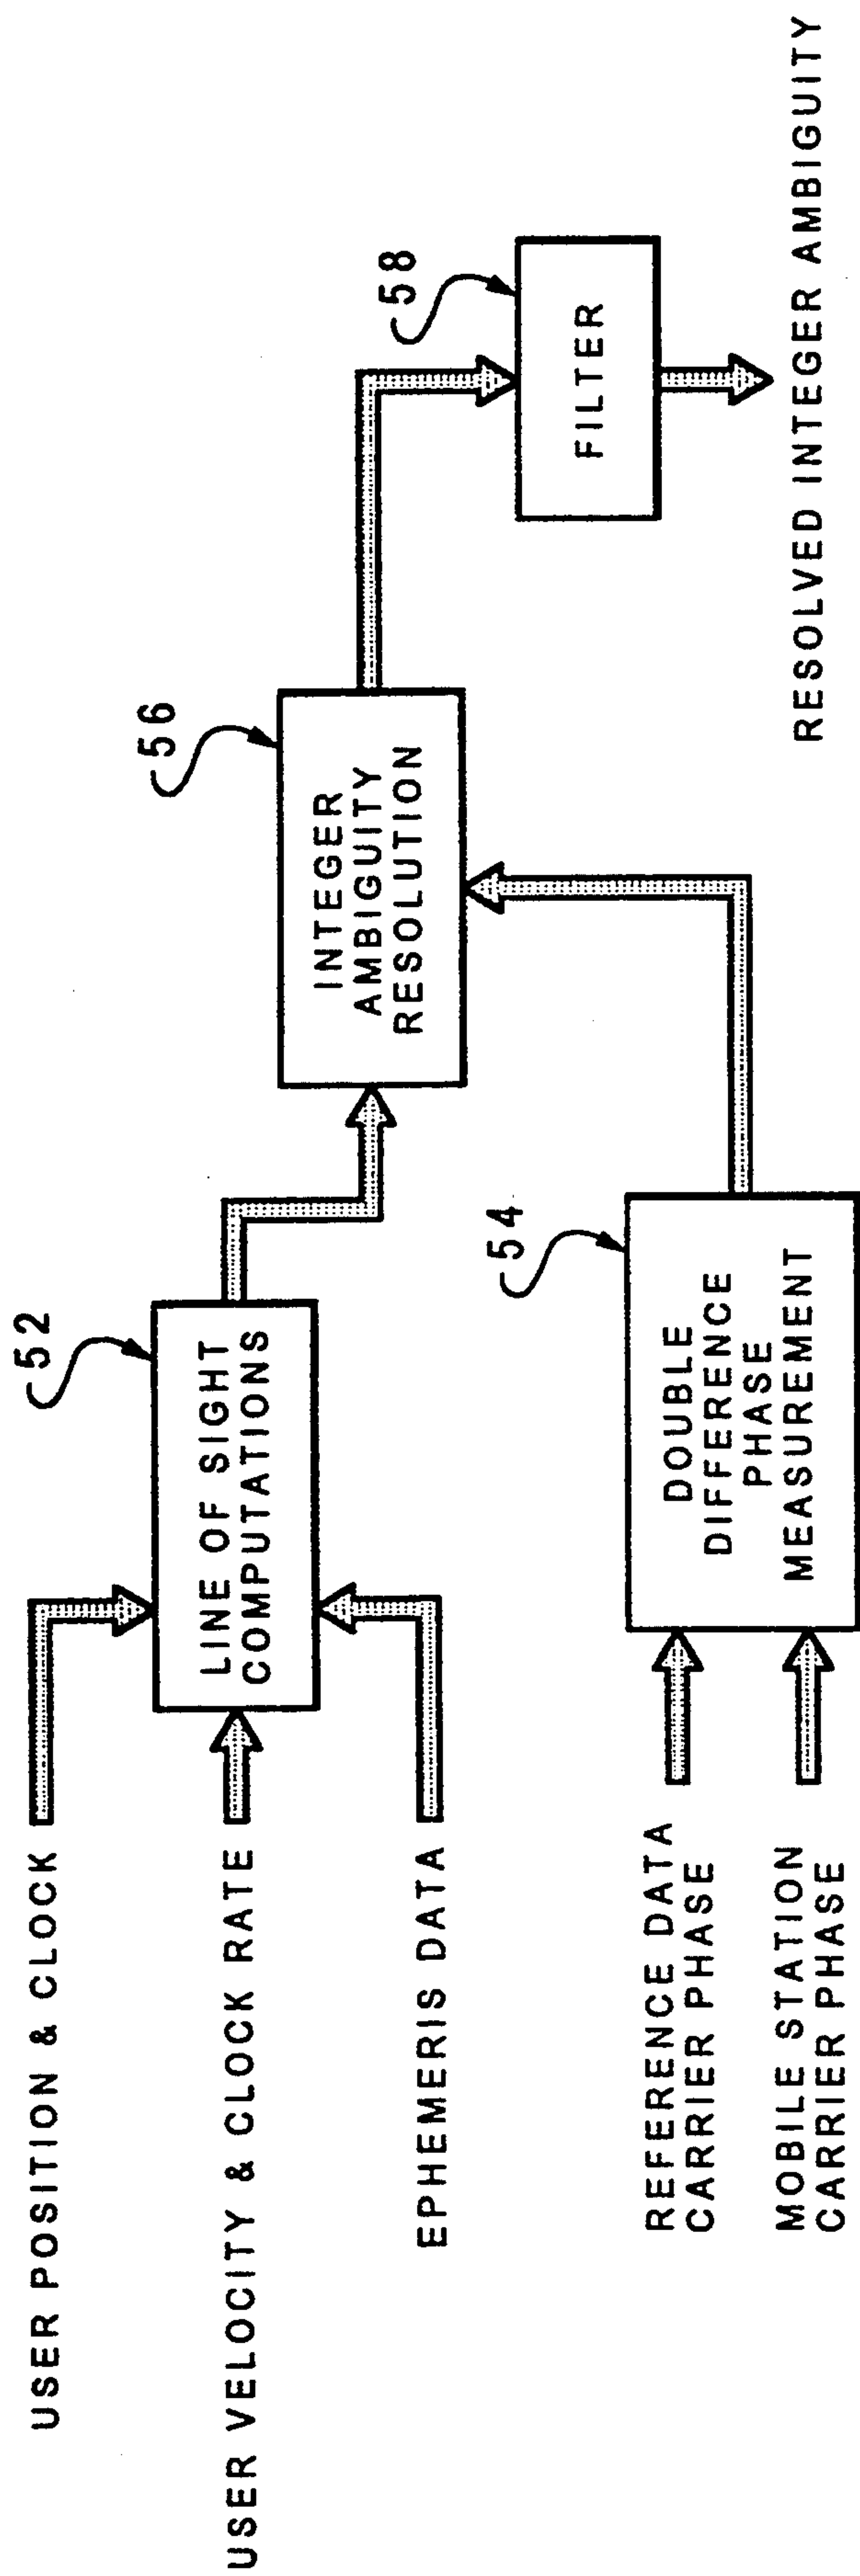 USER POSITION & CLOCK
USER VELOCITY & CLOCK RATE
EPHEMERIS DATA
52
LINE OF SIGHT
COMPUTATIONS
REFERENCE DATA
CARRIER PHASE
MOBILE STATION
CARRIER PHASE
54
DOUBLE
DIFFERENCE
PHASE
MEASUREMENT
56
INTEGER
AMBIGUITY
RESOLUTION
58
FILTER
RESOLVED INTEGER AMBIGUITY